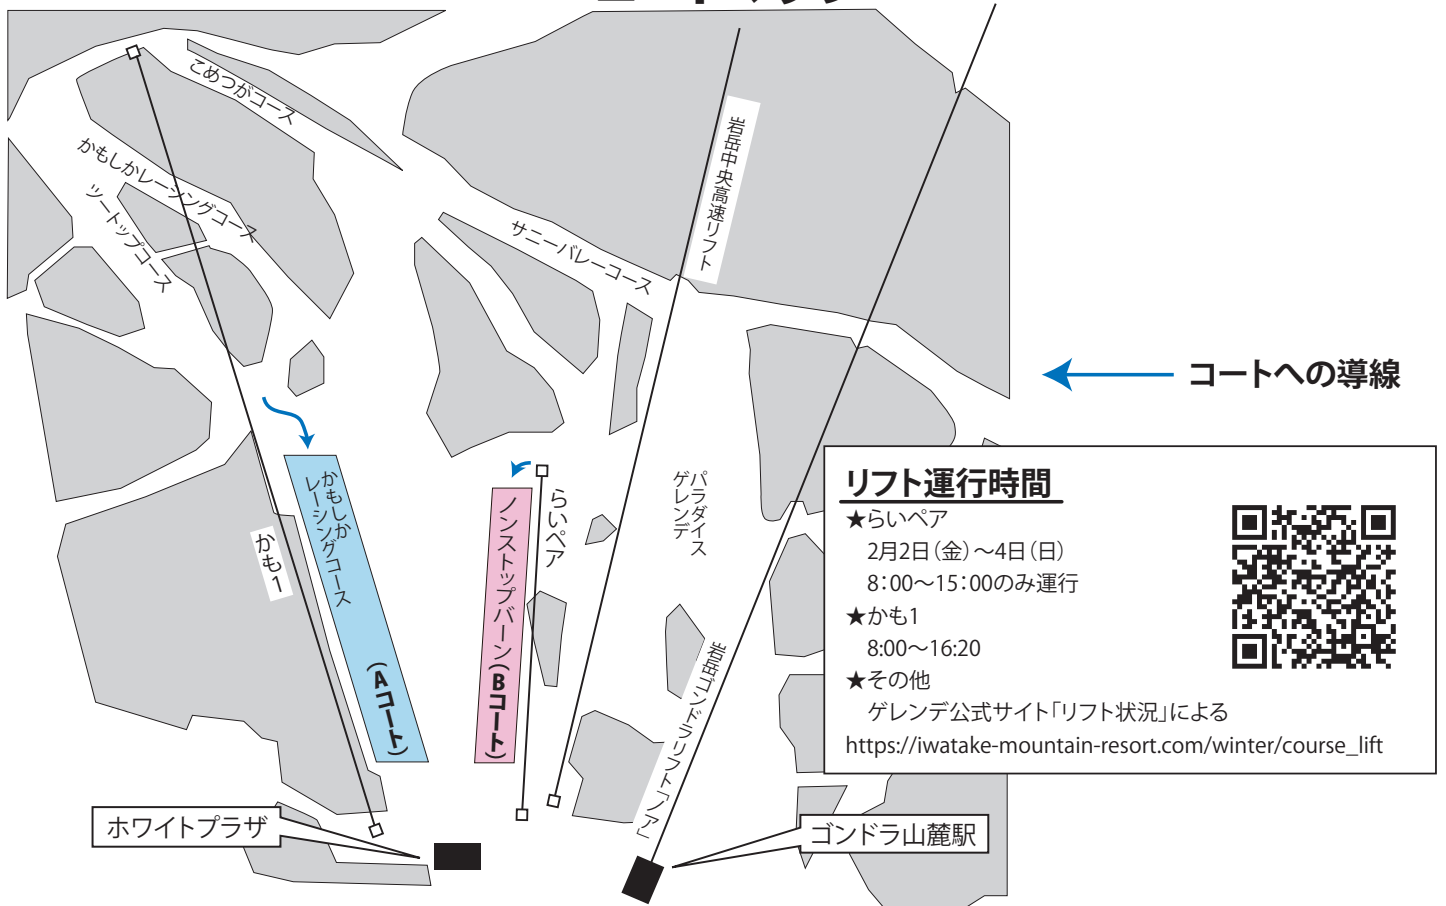 こめつがコース
かもしかレーシングコース
ツートップコース
サニーバレーコース
岩岳中央高速リフト
コートへの導線
かもしか
レーシングコース
(Aコート)
かも1
ノンストップバーン(Bコート)
らいペア
パラダイス
ゲレンデ
岩岳ゴンドラリフト「ノア」
リフト運行時間
★らいペア
2月2日(金)～4日(日)
8：00～15：00のみ運行
★かも1
8:00～16:20
★その他
ゲレンデ公式サイト「リフト状況」による
https://iwatake-mountain-resort.com/winter/course_lift
ホワイトプラザ
ゴンドラ山麓駅